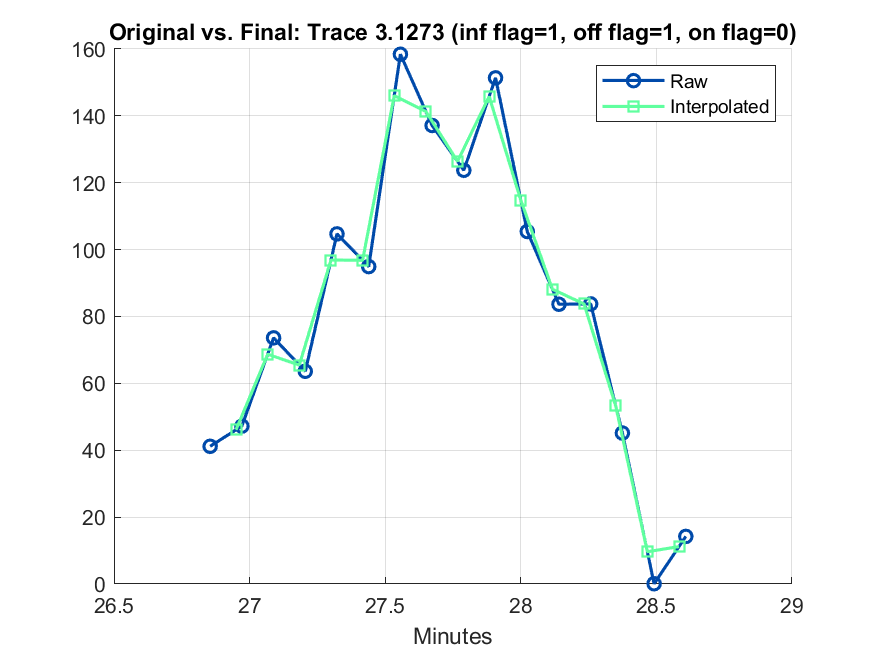 Original vs. Final: Trace 3.1273 (inf flag=1, off flag=1, on flag=0)
160
140
120
100
80
60
40
20
0
Raw
Interpolated
26.5 27 27.5 28 28.5 29
Minutes